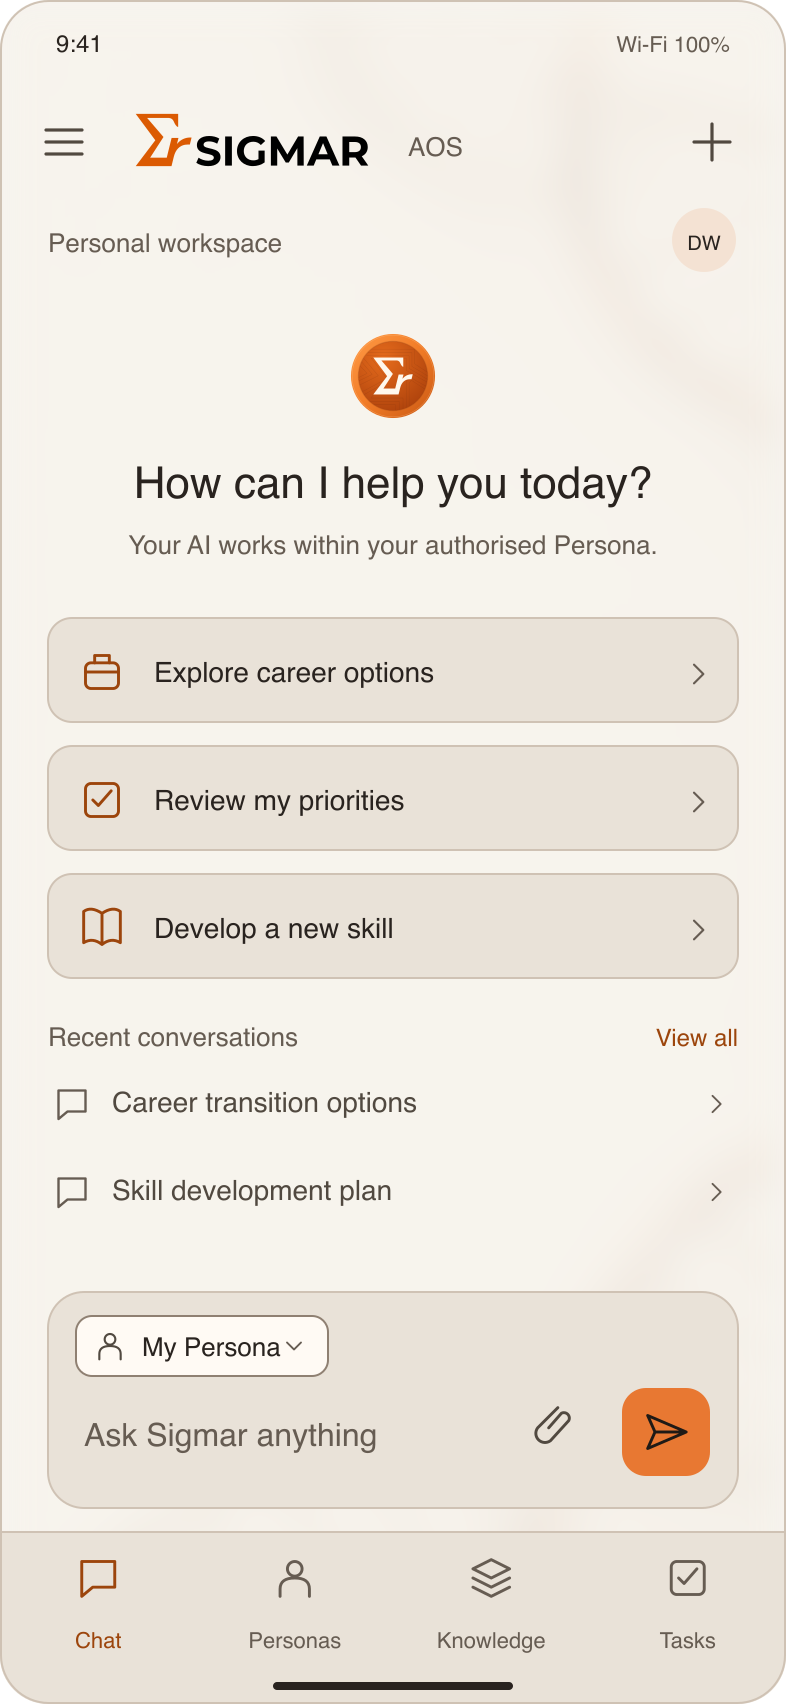 9:41
Wi-Fi 100%
Σr SIGMAR AOS
Personal workspace
DW
Σr
How can I help you today?
Your AI works within your authorised Persona.
Explore career options
Review my priorities
Develop a new skill
Recent conversations
View all
Career transition options
Skill development plan
My Persona
Ask Sigmar anything
Chat
Personas
Knowledge
Tasks